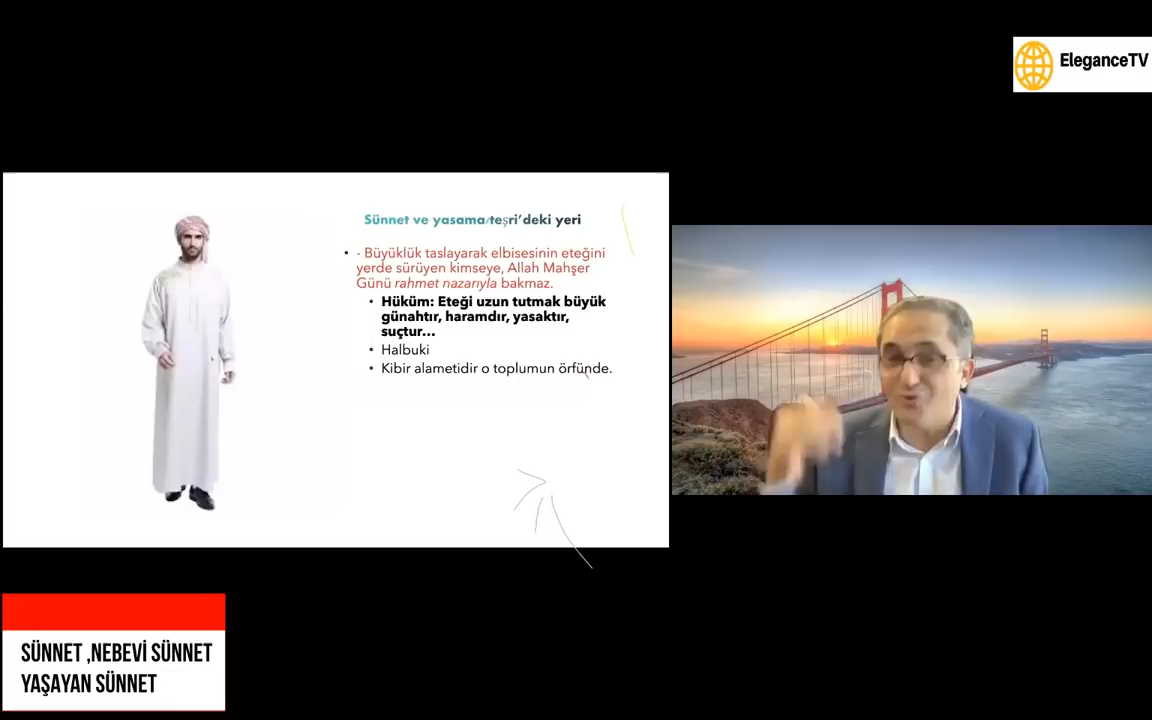 EleganceTV
Sünnet ve yasama/teşri'deki yeri
• - Büyüklük taslayarak elbisesinin eteğini
yerde sürüyen kimseye, Allah Mahşer
Günü rahmet nazarıyla bakmaz.
• Hüküm: Eteği uzun tutmak büyük
günahtır, haramdır, yasaktır,
suçtur...
• Halbuki
• Kibir alametidir o toplumun örfünde.
SÜNNET ,NEBEVİ SÜNNET
YAŞAYAN SÜNNET